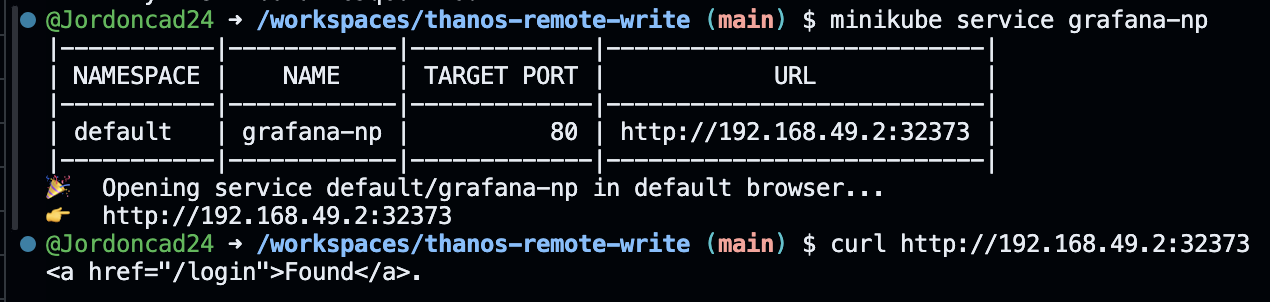 @Jordoncad24 ➜ /workspaces/thanos-remote-write (main) $ minikube service grafana-np
|-----------|------------|-------------|---------------------------|
| NAMESPACE |    NAME    | TARGET PORT |            URL            |
|-----------|------------|-------------|---------------------------|
| default   | grafana-np |          80 | http://192.168.49.2:32373 |
|-----------|------------|-------------|---------------------------|
🎉  Opening service default/grafana-np in default browser...
👉  http://192.168.49.2:32373
@Jordoncad24 ➜ /workspaces/thanos-remote-write (main) $ curl http://192.168.49.2:32373
<a href="/login">Found</a>.